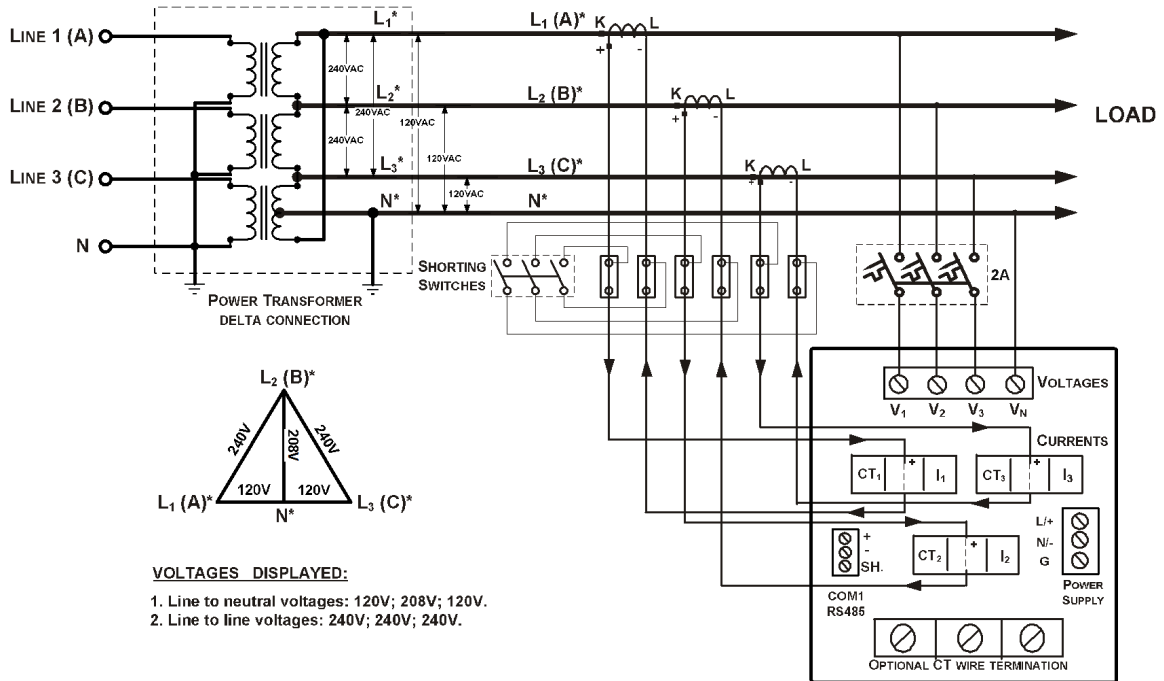 L1* L1 (A)* K L
LINE 1 (A)
+ -
240VAC
L2* L2 (B)* K L
LINE 2 (B)
240VAC
120VAC
+ -
LOAD
240VAC
120VAC
L3* L3 (C)* K L
LINE 3 (C)
120VAC
+ -
N* N*
N
SHORTING
SWITCHES
2A
POWER TRANSFORMER
DELTA CONNECTION
L2 (B)*
240V 208V 240V
120V 120V
L1 (A)* N* L3 (C)*
VOLTAGES
V1 V2 V3 VN
CURRENTS
CT1 + I1
CT3 + I3
L/+
N/-
G
POWER
SUPPLY
+
-
SH.
COM1
RS485
CT2 + I2
OPTIONAL CT WIRE TERMINATION
VOLTAGES DISPLAYED:
1. Line to neutral voltages: 120V; 208V; 120V.
2. Line to line voltages: 240V; 240V; 240V.